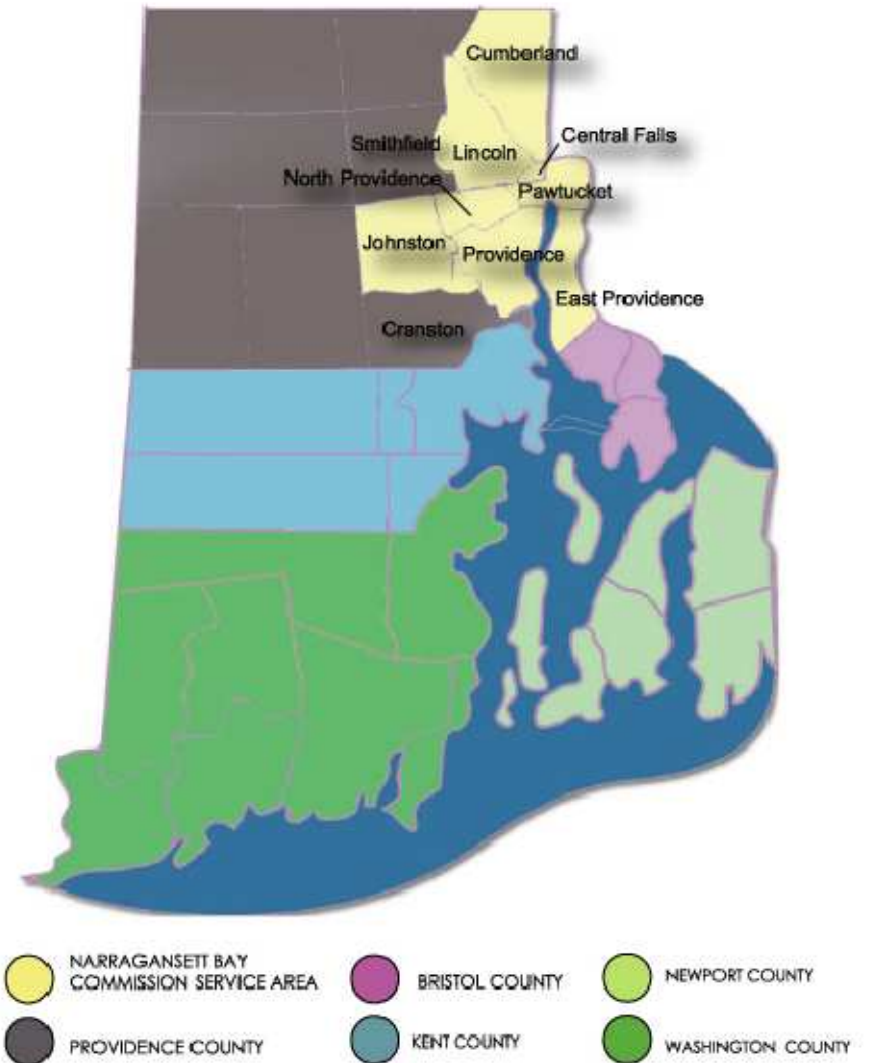 Cumberland
Central Falls
Smithfield
Lincoln
North Providence
Pawtucket
Johnston
Providence
East Providence
Cranston
NARRAGANSETT BAY
COMMISSION SERVICE AREA
BRISTOL COUNTY
NEWPORT COUNTY
PROVIDENCE COUNTY
KENT COUNTY
WASHINGTON COUNTY